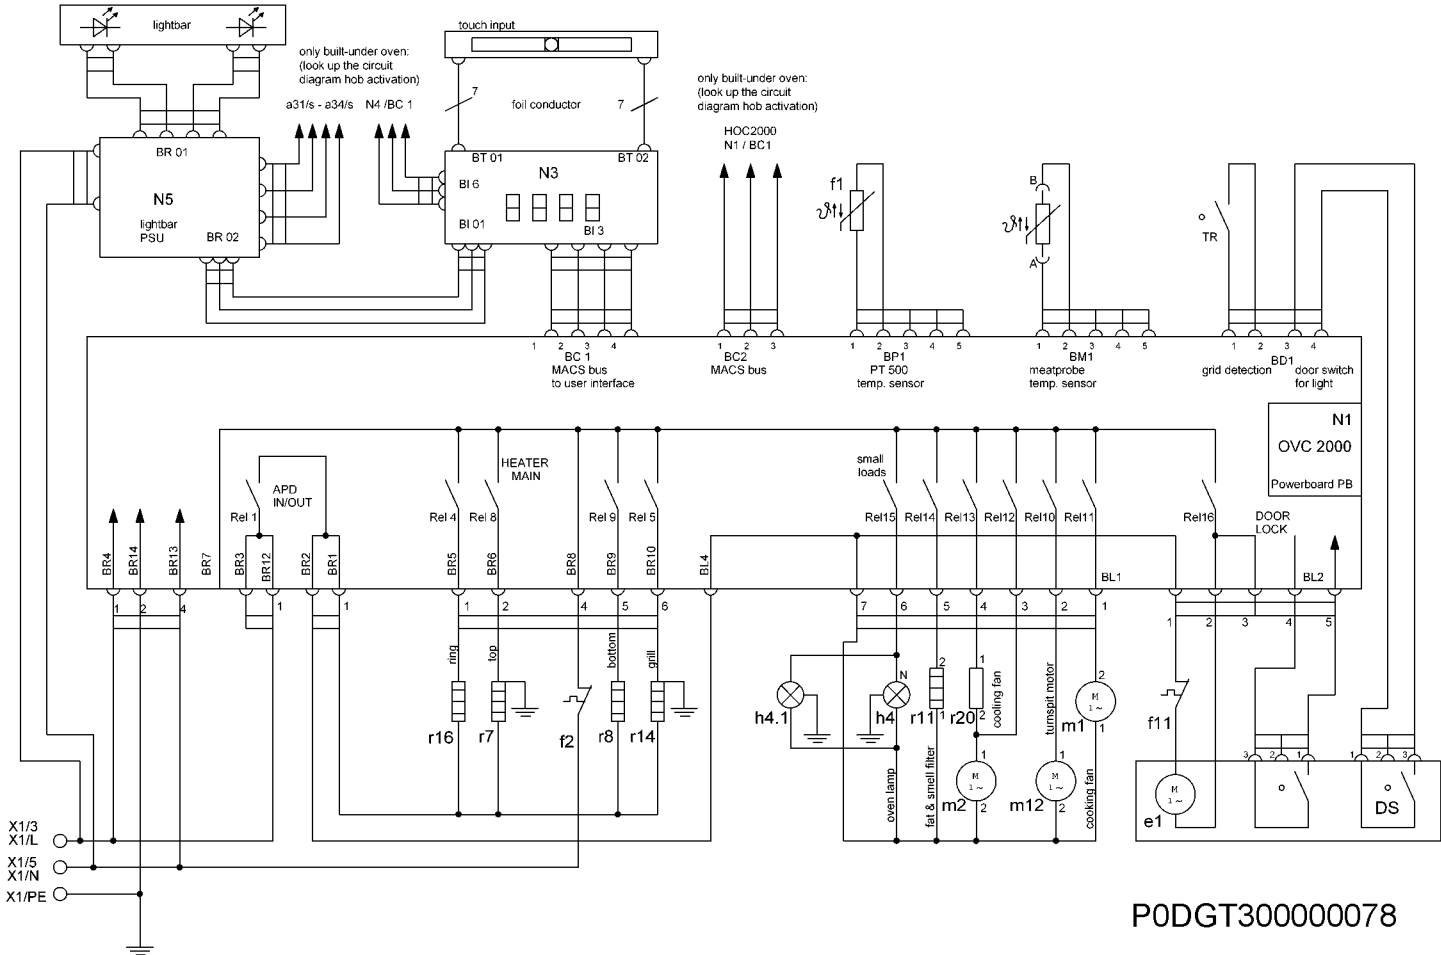 lightbar
touch input
only built-under oven:
(look up the circuit
diagram hob activation)
a31/s - a34/s
N4 /BC 1
7
foil conductor
7
only built-under oven:
(look up the circuit
diagram hob activation)
HOC2000
N1 / BC1
BR 01
N5
lightbar
PSU
BR 02
BT 01
N3
BT 02
BI 6
BI 01
BI 3
f1
B
A
TR
1 2 3 4
BC 1
MACS bus
to user interface
1 2 3
BC2
MACS bus
1 2 3 4 5
BP1
PT 500
temp. sensor
1 2 3 4 5
BM1
meatprobe
temp. sensor
1 2 3 4
BD1
grid detection
door switch
for light
N1
OVC 2000
Powerboard PB
HEATER
MAIN
small
loads
APD
IN/OUT
Rel 1
Rel 4
Rel 8
Rel 9
Rel 5
Rel15
Rel14
Rel13
Rel12
Rel10
Rel11
Rel16
DOOR
LOCK
BR4
BR14
BR13
BR7
BR3
BR12
BR2
BR1
BR5
BR6
BR8
BR9
BR10
BL4
BL1
BL2
1 2 4 1 1 1 2 4 5 6 7 6 5 4 3 2 1
1 2 3 4 5
ring
top
bottom
grill
r16
r7
f2
r8
r14
h4.1
N
h4
oven lamp
2
r11
1
fat & smell filter
1
r20
2
cooling fan
1
M
1~
m2
2
turnspit motor
1
M
1~
m12
2
2
M
1~
m1
1
cooking fan
f11
M
1~
e1
3 2 1
1 2 3
DS
X1/3
X1/L
X1/5
X1/N
X1/PE
P0DGT300000078